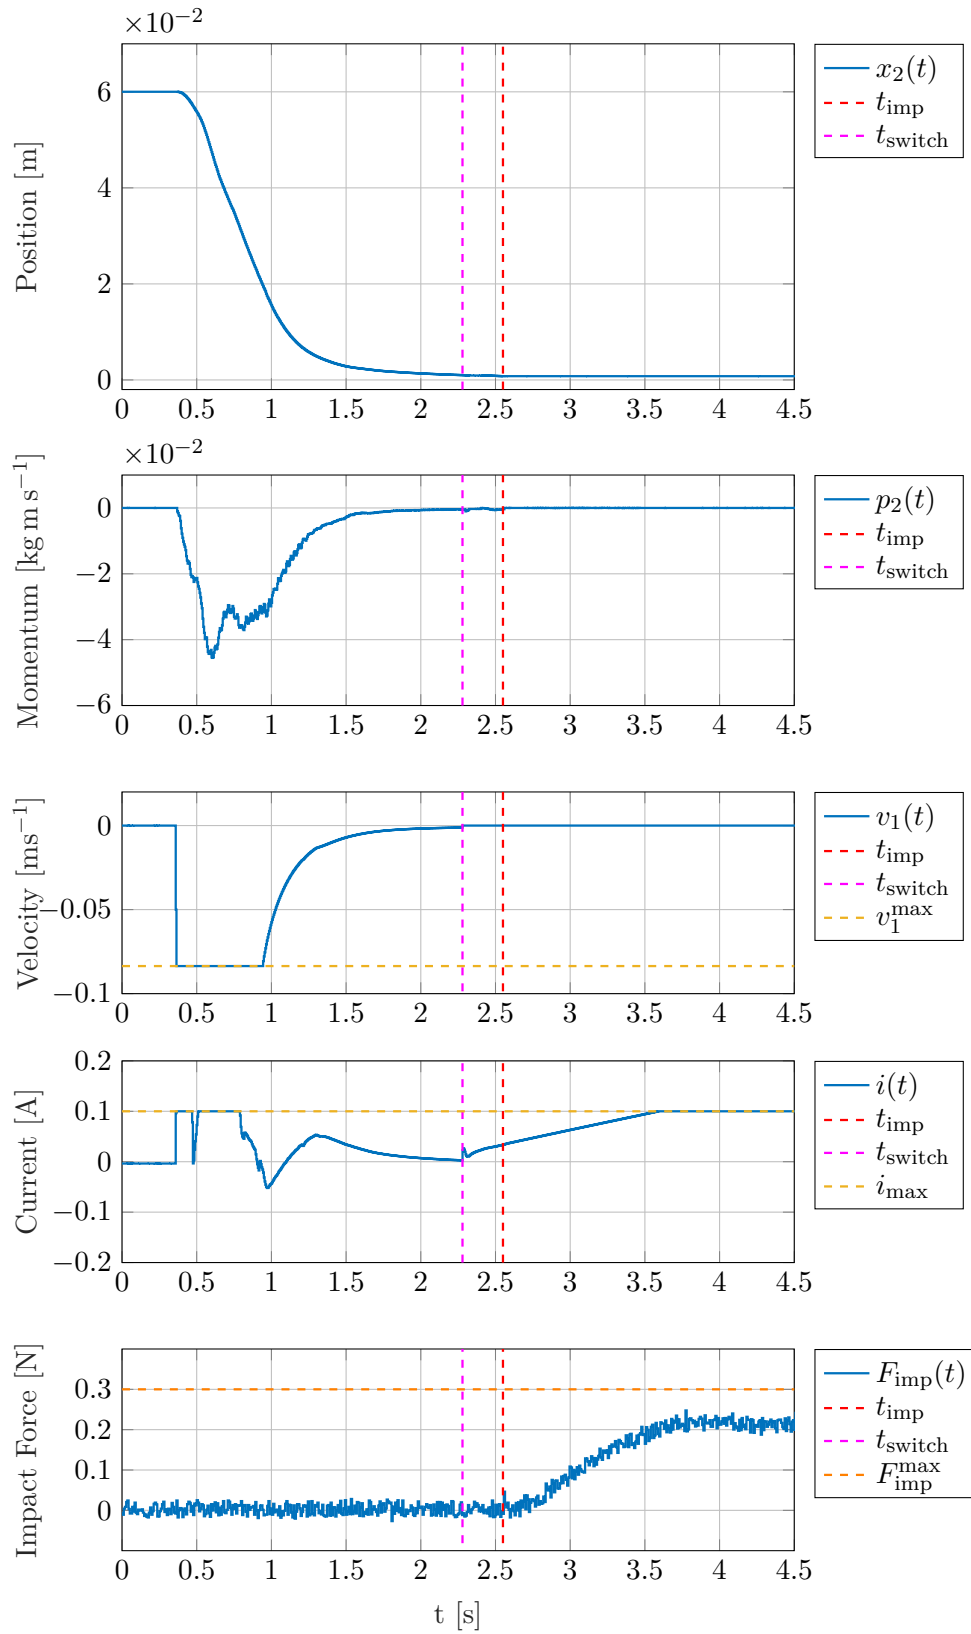 ×10⁻²
6
4
2
0
Position [m]
0 0.5 1 1.5 2 2.5 3 3.5 4 4.5
x₂(t)
t_imp
t_switch
×10⁻²
0
−2
−4
−6
Momentum [kg m s⁻¹]
0 0.5 1 1.5 2 2.5 3 3.5 4 4.5
p₂(t)
t_imp
t_switch
0
−0.05
−0.1
Velocity [ms⁻¹]
0 0.5 1 1.5 2 2.5 3 3.5 4 4.5
v₁(t)
t_imp
t_switch
v₁^max
0.2
0.1
0
−0.1
−0.2
Current [A]
0 0.5 1 1.5 2 2.5 3 3.5 4 4.5
i(t)
t_imp
t_switch
i_max
0.3
0.2
0.1
0
Impact Force [N]
0 0.5 1 1.5 2 2.5 3 3.5 4 4.5
t [s]
F_imp(t)
t_imp
t_switch
F_imp^max